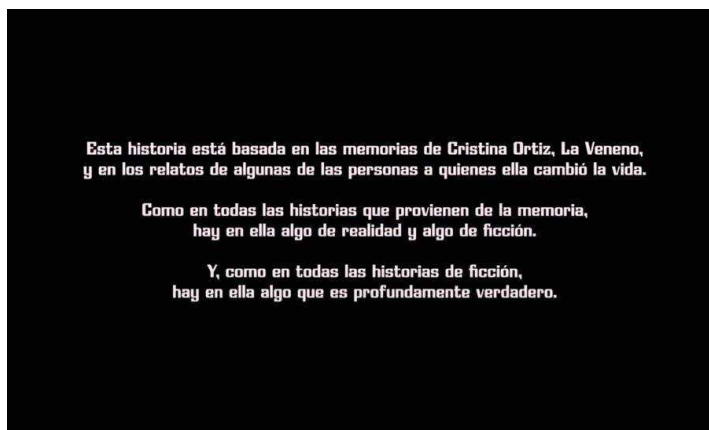 Esta historia está basada en las memorias de Cristina Ortiz, La Veneno,
y en los relatos de algunas de las personas a quienes ella cambió la vida.
Como en todas las historias que provienen de la memoria,
hay en ella algo de realidad y algo de ficción.
Y, como en todas las historias de ficción,
hay en ella algo que es profundamente verdadero.